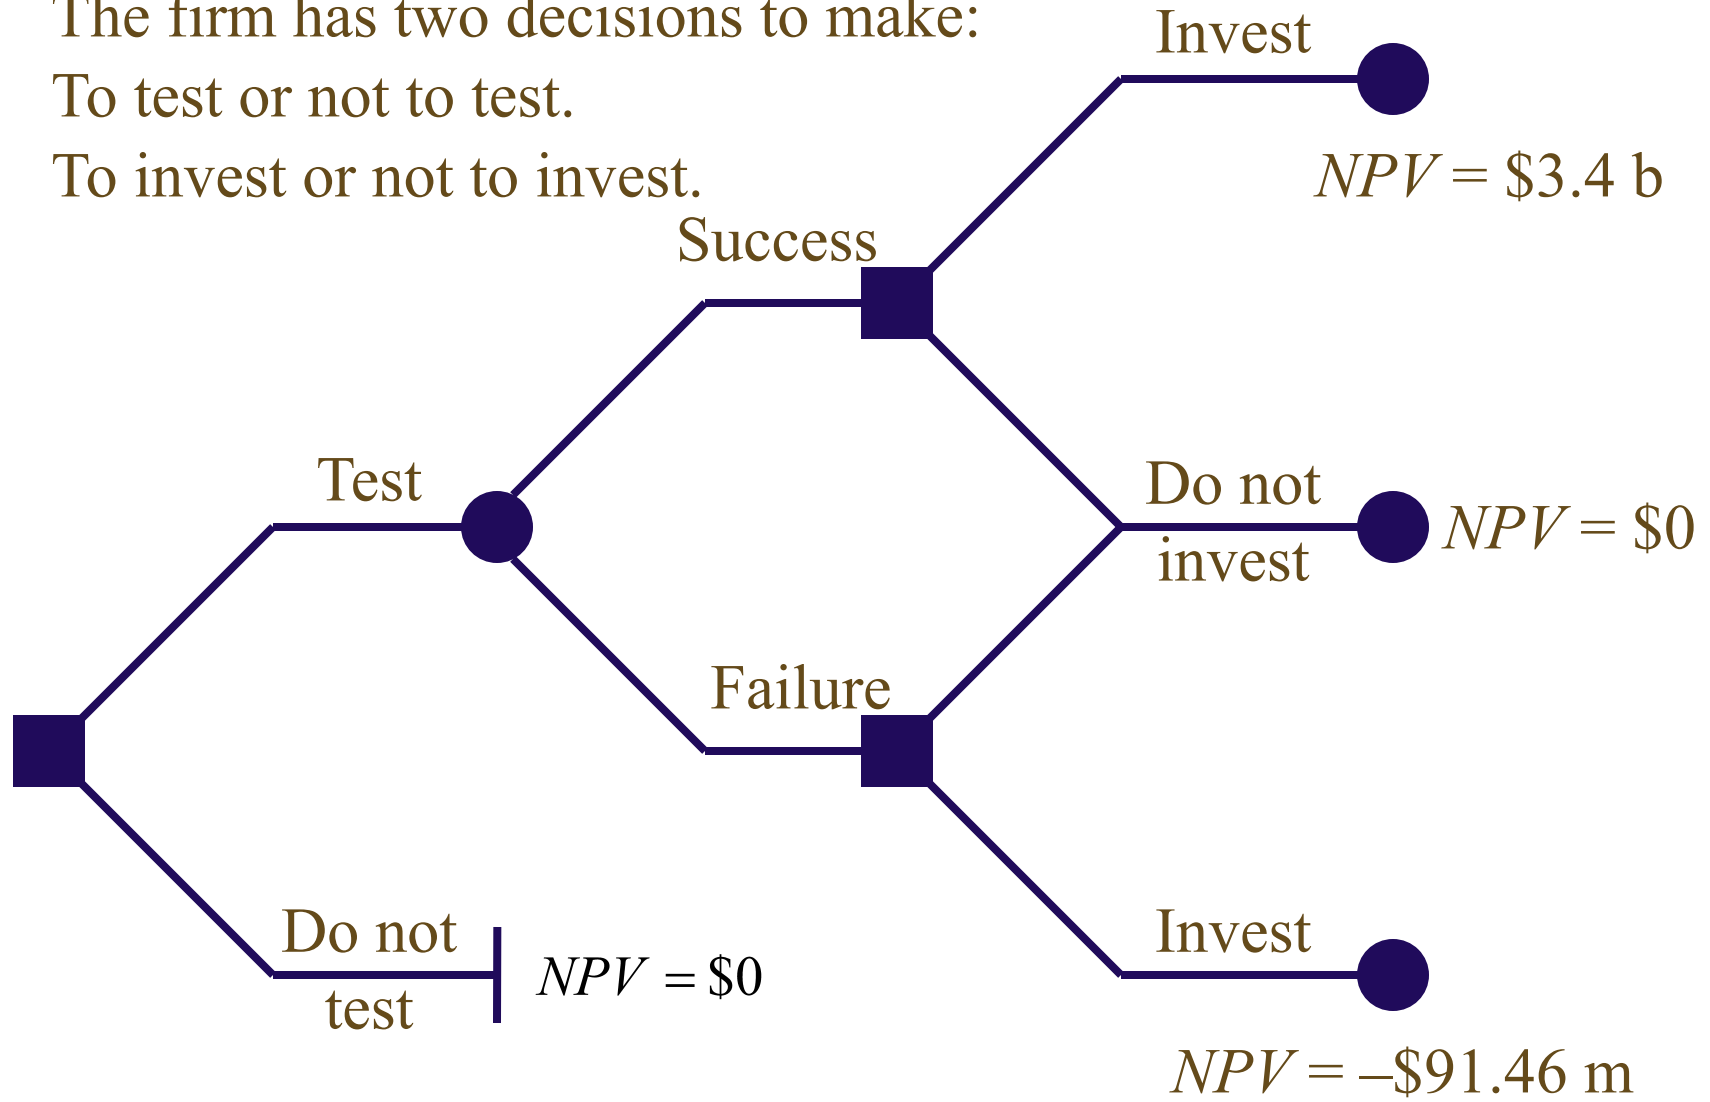 The firm has two decisions to make:
To test or not to test.
To invest or not to invest.
Invest
NPV = $3.4 b
Success
Test
Do not
invest
NPV = $0
Failure
Do not
test
NPV = $0
Invest
NPV = –$91.46 m